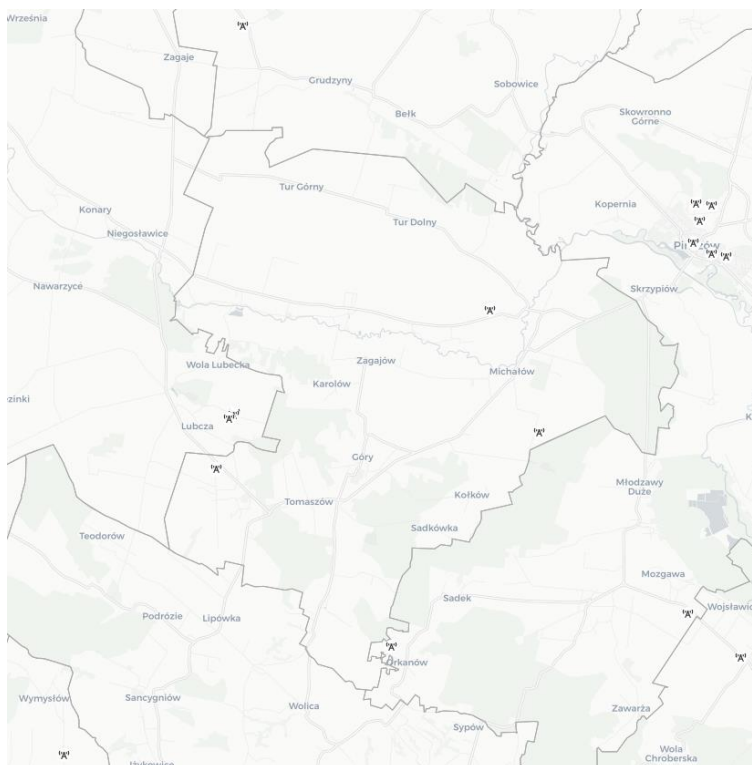 Września
Zagaje
Grudzyny
Sobowice
Bełk
Skowronno
Górne
Tur Górny
Konary
Kopernia
Tur Dolny
Niegosławice
Nawarzyce
Skrzypiów
Zagajów
Wola Lubecka
Michałów
Karolów
Lubcza
Góry
Młodzawy
Duże
Tomaszów
Kołków
Sadkówka
Teodorów
Mozgawa
Sadek
Podrózie
Lipówka
Wymysłów
Sancygniów
Wolica
Zawarża
Sypów
Wola
Chroberska